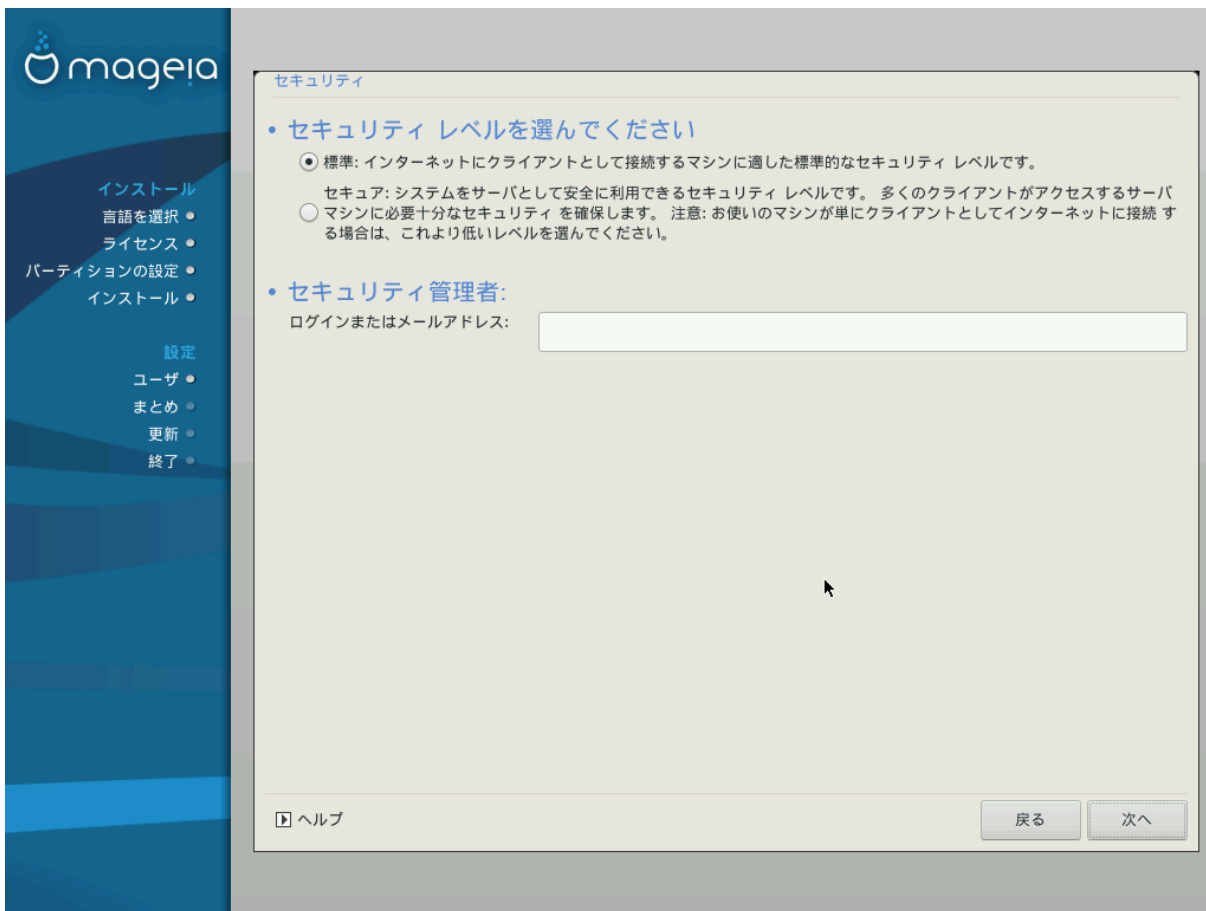 mageia
インストール
言語を選択
ライセンス
パーティションの設定
インストール
設定
ユーザ
まとめ
更新
終了
セキュリティ
• セキュリティ レベルを選んでください
標準: インターネットにクライアントとして接続するマシンに適した標準的なセキュリティ レベルです。
セキュア: システムをサーバとして安全に利用できるセキュリティ レベルです。 多くのクライアントがアクセスするサーバ
マシンに必要十分なセキュリティ を確保します。 注意: お使いのマシンが単にクライアントとしてインターネットに接続 す
る場合は、これより低いレベルを選んでください。
• セキュリティ管理者:
ログインまたはメールアドレス:
ヘルプ
戻る
次へ